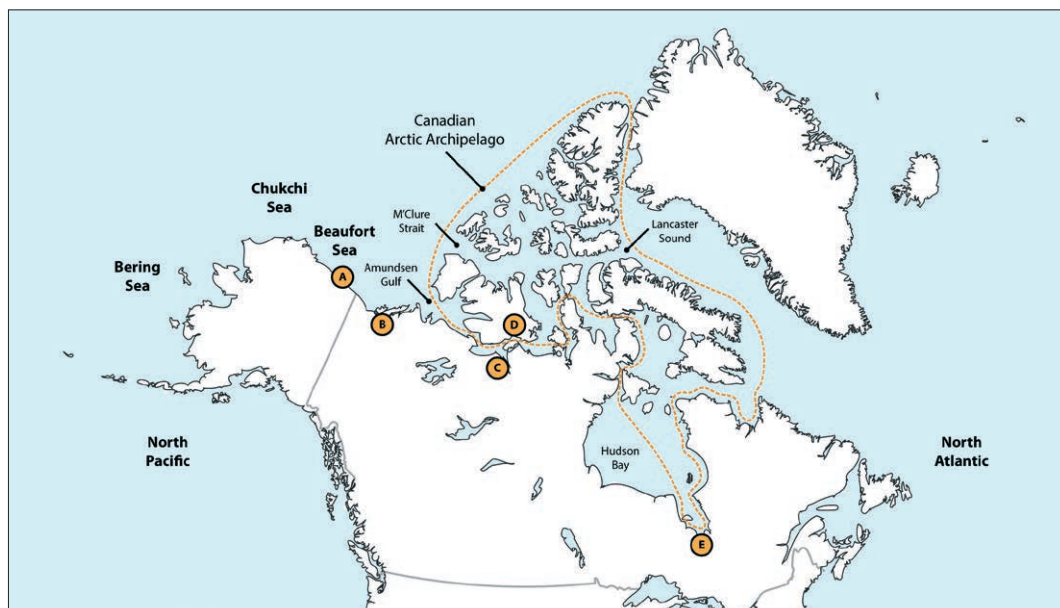 Canadian
Arctic Archipelago
Chukchi
Sea
M'Clure
Strait
Lancaster
Sound
Beaufort
Sea
Bering
Sea
Amundsen
Gulf
A
B
D
C
North
Pacific
Hudson
Bay
North
Atlantic
E